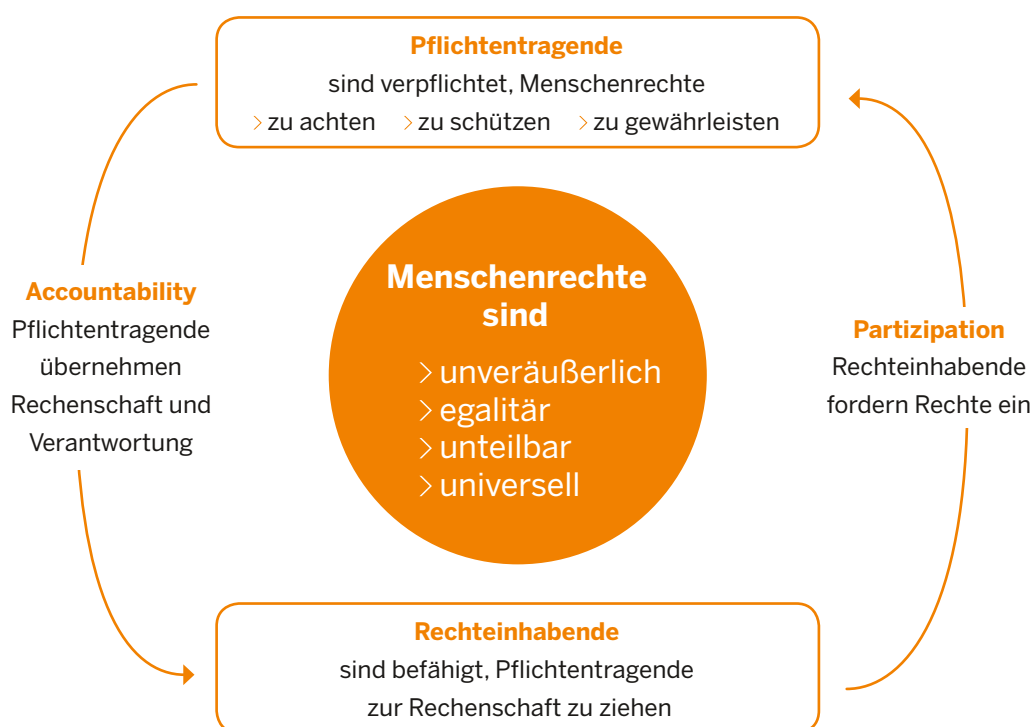 Pflichtentragende
sind verpflichtet, Menschenrechte
> zu achten > zu schützen > zu gewährleisten
Accountability
Pflichtentragende
übernehmen
Rechenschaft und
Verantwortung
Menschenrechte
sind
> unveräußerlich
> egalitär
> unteilbar
> universell
Partizipation
Rechteinhabende
fordern Rechte ein
Rechteinhabende
sind befähigt, Pflichtentragende
zur Rechenschaft zu ziehen